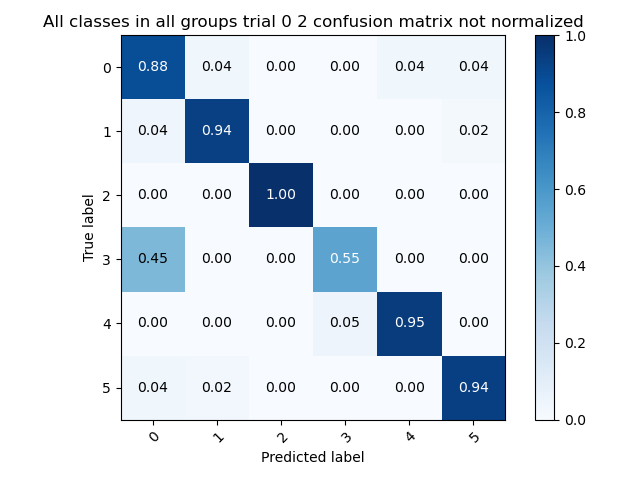 All classes in all groups trial 0 2 confusion matrix not normalized
True label
0 0.88 0.04 0.00 0.00 0.04 0.04
1 0.04 0.94 0.00 0.00 0.00 0.02
2 0.00 0.00 1.00 0.00 0.00 0.00
3 0.45 0.00 0.00 0.55 0.00 0.00
4 0.00 0.00 0.00 0.05 0.95 0.00
5 0.04 0.02 0.00 0.00 0.00 0.94
0 1 2 3 4 5
Predicted label
1.0
0.8
0.6
0.4
0.2
0.0